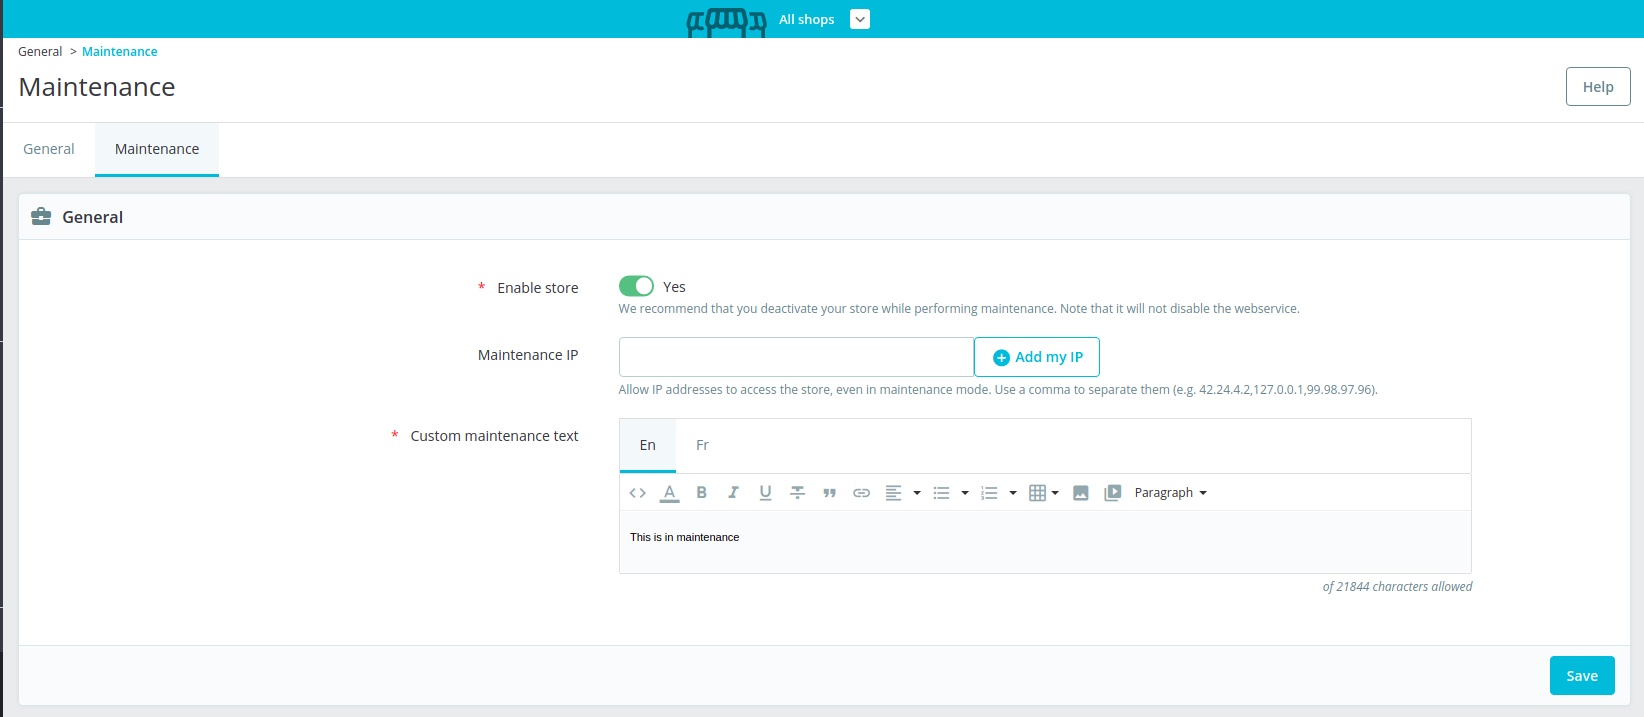 All shops
General > Maintenance
Maintenance
Help
General Maintenance
General
* Enable store Yes
We recommend that you deactivate your store while performing maintenance. Note that it will not disable the webservice.
Maintenance IP Add my IP
Allow IP addresses to access the store, even in maintenance mode. Use a comma to separate them (e.g. 42.24.4.2,127.0.0.1,99.98.97.96).
* Custom maintenance text En Fr
A B I U Paragraph
This is in maintenance
of 21844 characters allowed
Save